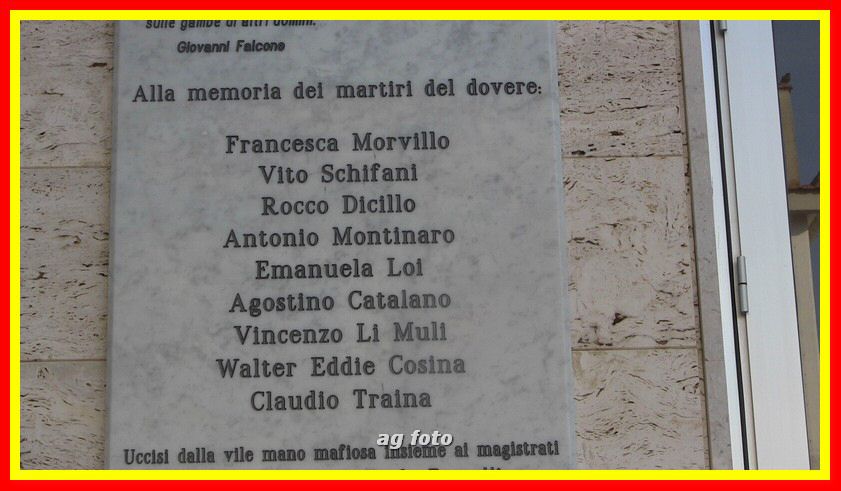 sulle gambe di altri uomini.
Giovanni Falcone
Alla memoria dei martiri del dovere:
Francesca Morvillo
Vito Schifani
Rocco Dicillo
Antonio Montinaro
Emanuela Loi
Agostino Catalano
Vincenzo Li Muli
Walter Eddie Cosina
Claudio Traina
ag foto
Uccisi dalla vile mano mafiosa insieme ai magistrati